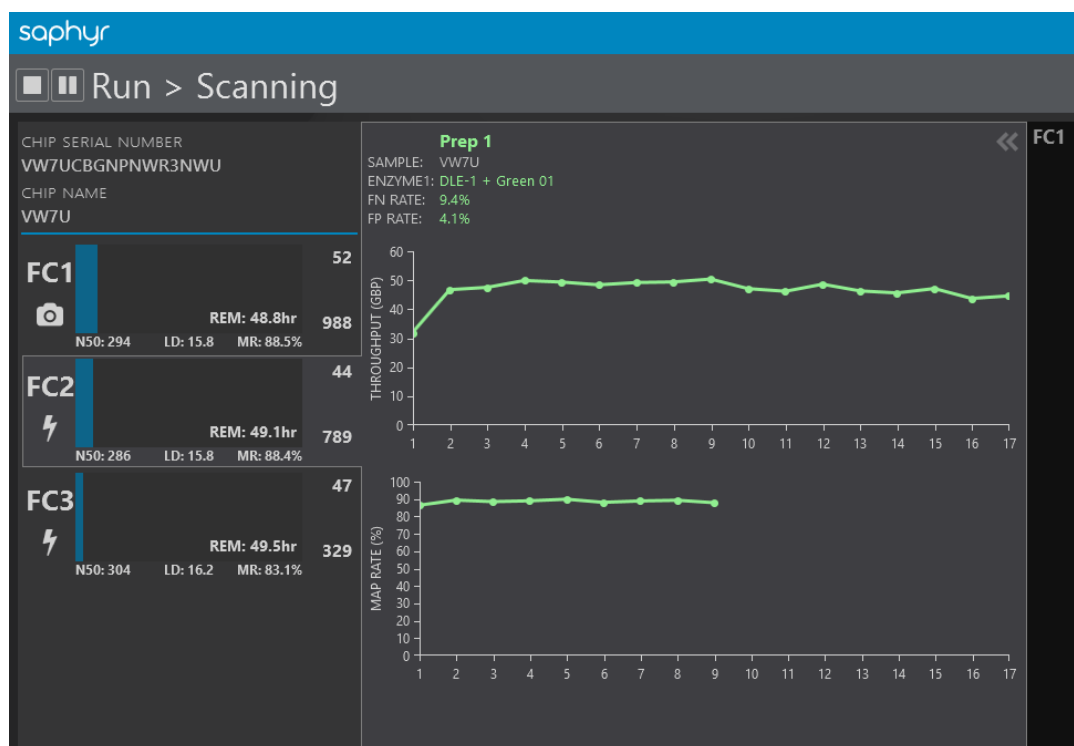 saphyr
Run > Scanning
CHIP SERIAL NUMBER
VW7UCBGNPNWR3NWU
CHIP NAME
VW7U
FC1
52
REM: 48.8hr
988
N50: 294 LD: 15.8 MR: 88.5%
FC2
44
REM: 49.1hr
789
N50: 286 LD: 15.8 MR: 88.4%
FC3
47
REM: 49.5hr
329
N50: 304 LD: 16.2 MR: 83.1%
Prep 1
SAMPLE: VW7U
ENZYME1: DLE-1 + Green 01
FN RATE: 9.4%
FP RATE: 4.1%
THROUGHPUT (GBP)
60
50
40
30
20
10
0
1 2 3 4 5 6 7 8 9 10 11 12 13 14 15 16 17
MAP RATE (%)
100
90
80
70
60
50
40
30
20
10
0
1 2 3 4 5 6 7 8 9 10 11 12 13 14 15 16 17
FC1